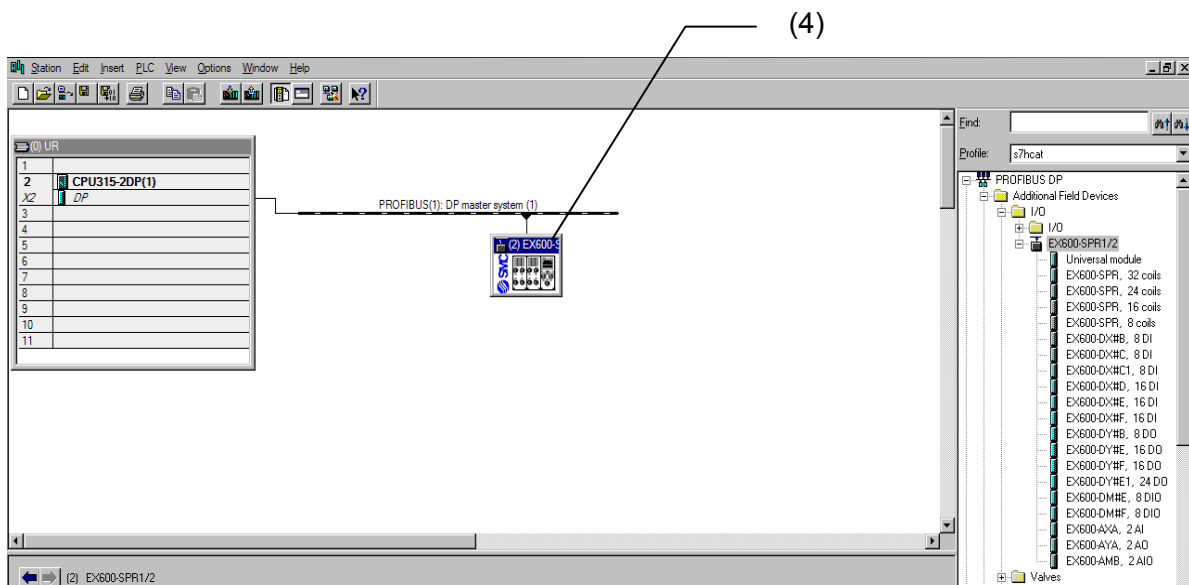 (4)
Station Edit Insert PLC View Options Window Help
Find:
Profile: s7hcat
(0) UR
1
2 CPU315-2DP(1)
X2 DP
3
4
5
6
7
8
9
10
11
PROFIBUS(1): DP master system (1)
(2) EX600-S
SMC
PROFIBUS DP
Additional Field Devices
I/O
I/O
EX600-SPR1/2
Universal module
EX600-SPR, 32 coils
EX600-SPR, 24 coils
EX600-SPR, 16 coils
EX600-SPR, 8 coils
EX600-DX#B, 8 DI
EX600-DX#C, 8 DI
EX600-DX#C1, 8 DI
EX600-DX#D, 16 DI
EX600-DX#E, 16 DI
EX600-DX#F, 16 DI
EX600-DY#B, 8 DO
EX600-DY#E, 16 DO
EX600-DY#F, 16 DO
EX600-DY#E1, 24 DO
EX600-DM#E, 8 DIO
EX600-DM#F, 8 DIO
EX600-AXA, 2 AI
EX600-AYA, 2 AO
EX600-AMB, 2 AIO
Valves
(2) EX600-SPR1/2